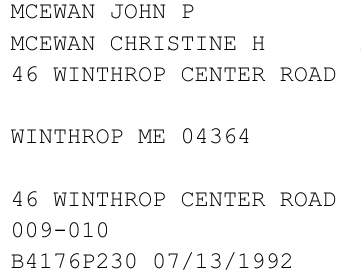 MCEWAN JOHN P
MCEWAN CHRISTINE H
46 WINTHROP CENTER ROAD
WINTHROP ME 04364
46 WINTHROP CENTER ROAD
009-010
B4176P230 07/13/1992